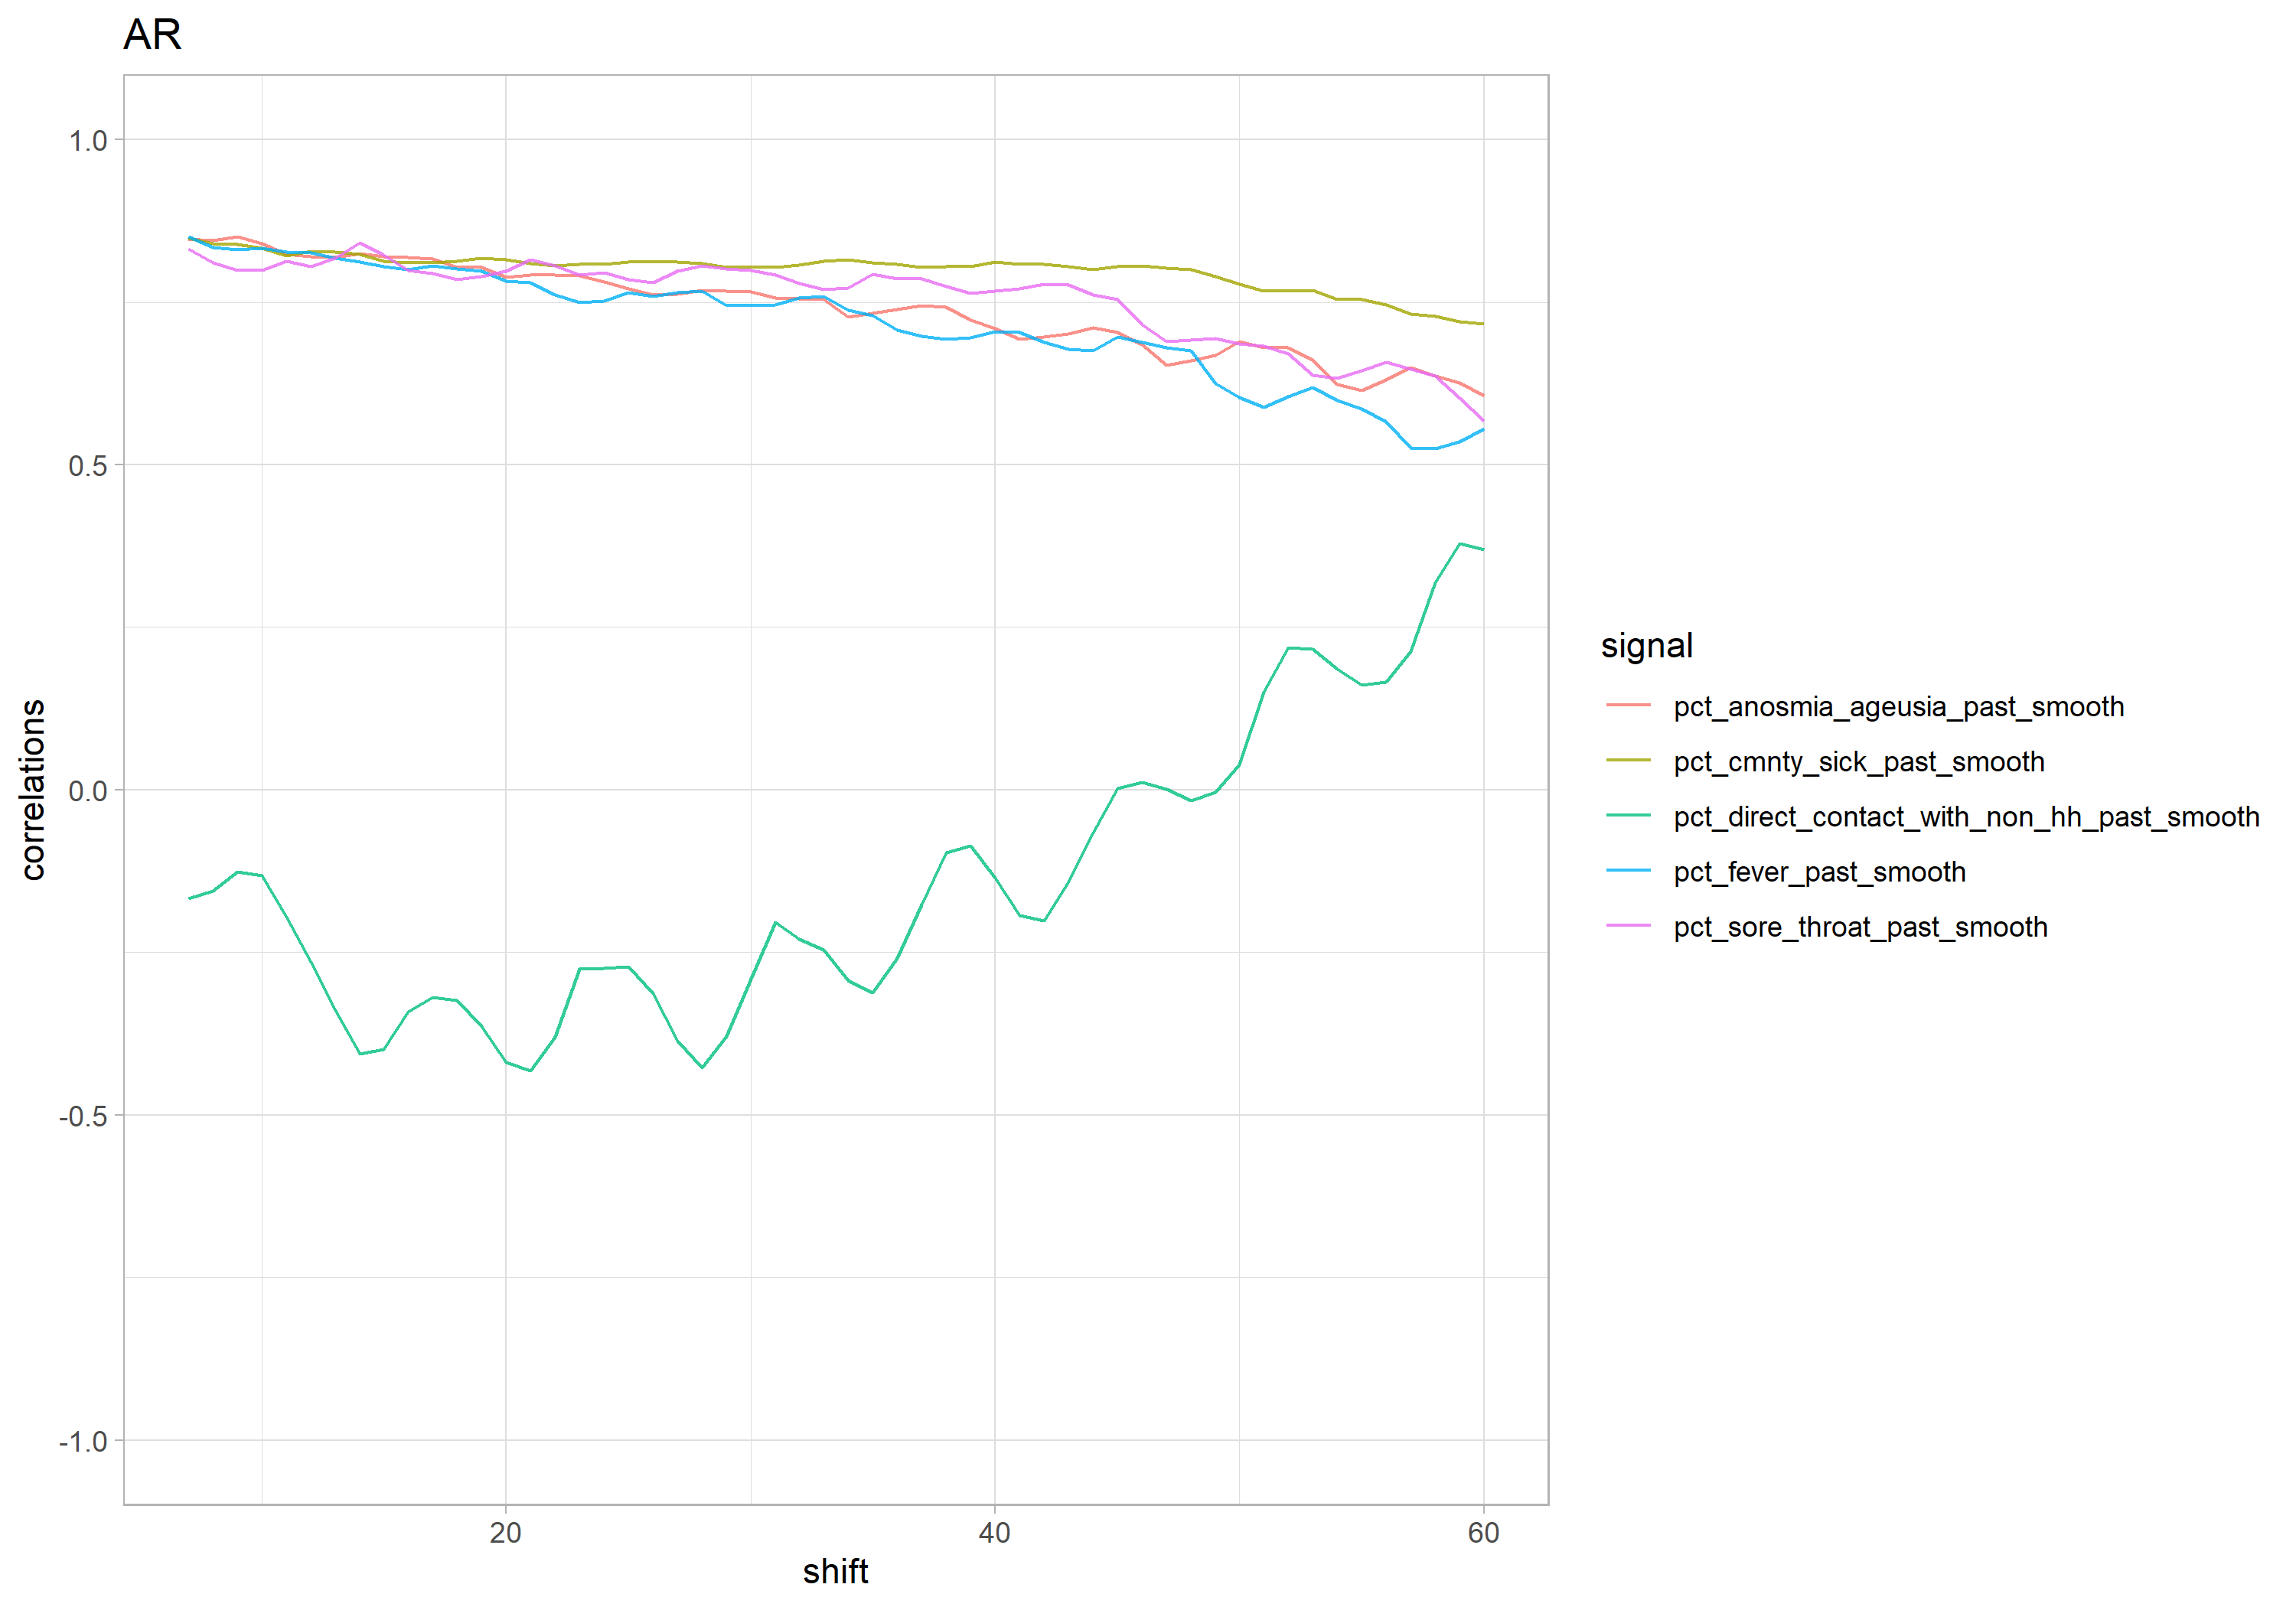 AR
1.0
0.5
0.0
-0.5
-1.0
correlations
20 40 60
shift
signal
pct_anosmia_ageusia_past_smooth
pct_cmnty_sick_past_smooth
pct_direct_contact_with_non_hh_past_smooth
pct_fever_past_smooth
pct_sore_throat_past_smooth